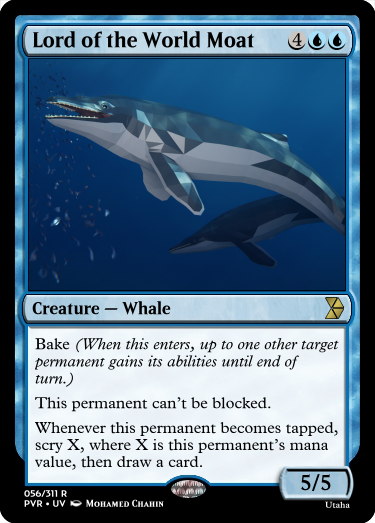 Lord of the World Moat 4
Creature — Whale
Bake (When this enters, up to one other target
permanent gains its abilities until end of
turn.)
This permanent can't be blocked.
Whenever this permanent becomes tapped,
scry X, where X is this permanent's mana
value, then draw a card.
5/5
056/311 R
PVR • UV Mohamed Chahin
Utaha